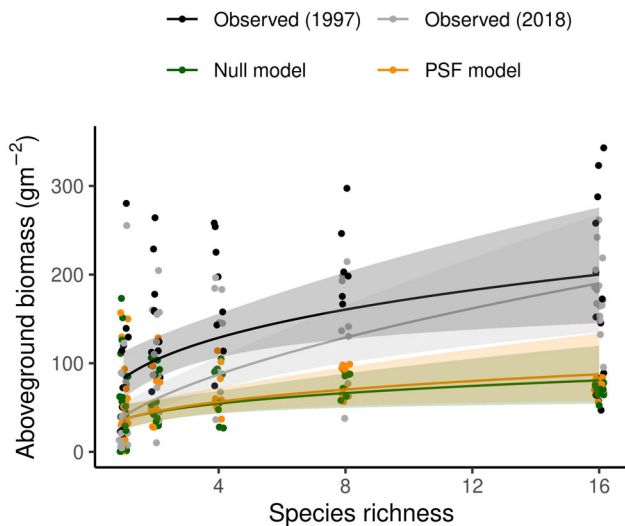 Observed (1997) Observed (2018)
Null model PSF model
Aboveground biomass (gm⁻²)
300
200
100
0
4 8 12 16
Species richness